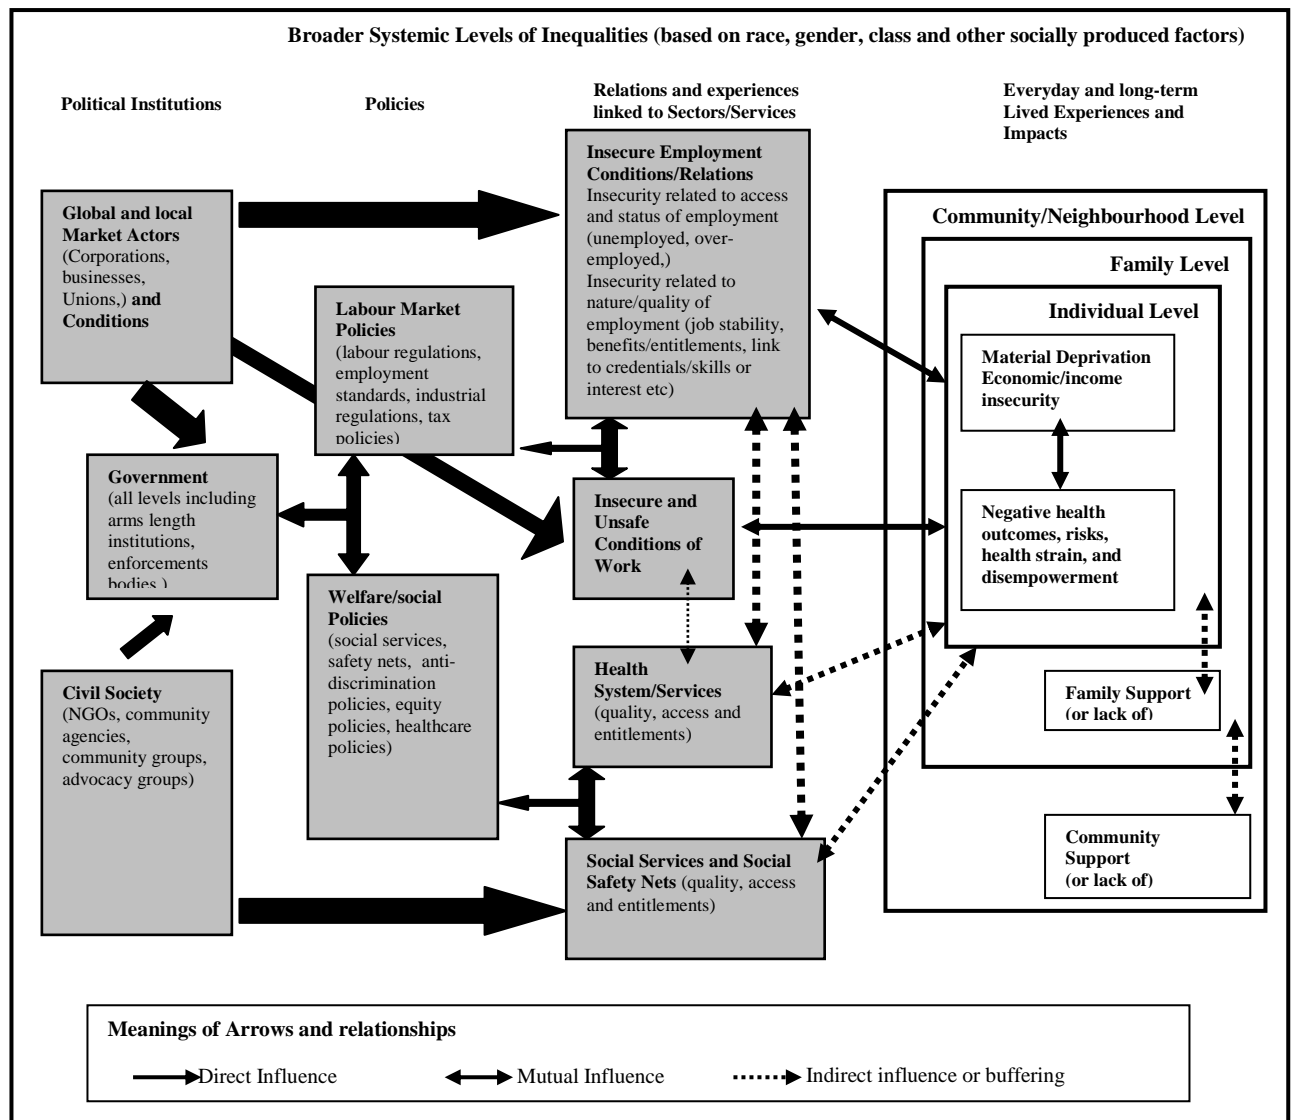 Broader Systemic Levels of Inequalities (based on race, gender, class and other socially produced factors)
Political Institutions
Policies
Relations and experiences
linked to Sectors/Services
Everyday and long-term
Lived Experiences and
Impacts
Global and local
Market Actors
(Corporations,
businesses,
Unions,) and
Conditions
Government
(all levels including
arms length
institutions,
enforcements
bodies )
Civil Society
(NGOs, community
agencies,
community groups,
advocacy groups)
Labour Market
Policies
(labour regulations,
employment
standards, industrial
regulations, tax
policies)
Welfare/social
Policies
(social services,
safety nets, anti-
discrimination
policies, equity
policies, healthcare
policies)
Insecure Employment
Conditions/Relations
Insecurity related to access
and status of employment
(unemployed, over-
employed,)
Insecurity related to
nature/quality of
employment (job stability,
benefits/entitlements, link
to credentials/skills or
interest etc)
Insecure and
Unsafe
Conditions of
Work
Health
System/Services
(quality, access and
entitlements)
Social Services and Social
Safety Nets (quality, access
and entitlements)
Community/Neighbourhood Level
Family Level
Individual Level
Material Deprivation
Economic/income
insecurity
Negative health
outcomes, risks,
health strain, and
disempowerment
Family Support
(or lack of)
Community
Support
(or lack of)
Meanings of Arrows and relationships
Direct Influence
Mutual Influence
Indirect influence or buffering